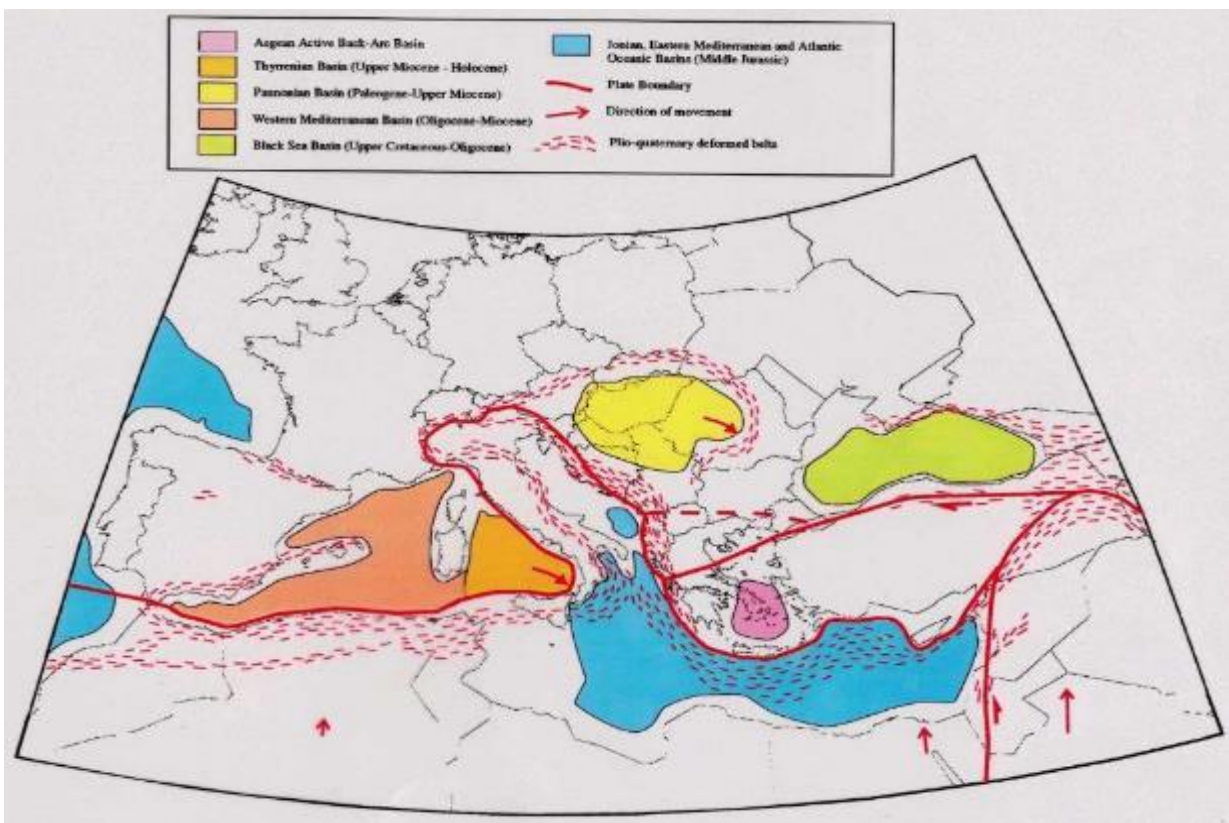 Aegean Active Back-Arc Basin
Thyrrenian Basin (Upper Miocene - Holocene)
Pannonian Basin (Paleogene-Upper Miocene)
Western Mediterranean Basin (Oligocene-Miocene)
Black Sea Basin (Upper Cretaceous-Oligocene)
Jonian, Eastern Mediterranean and Atlantic
Oceanic Basins (Middle Jurassic)
Plate Boundary
Direction of movement
Plio-quaternary deformed belts